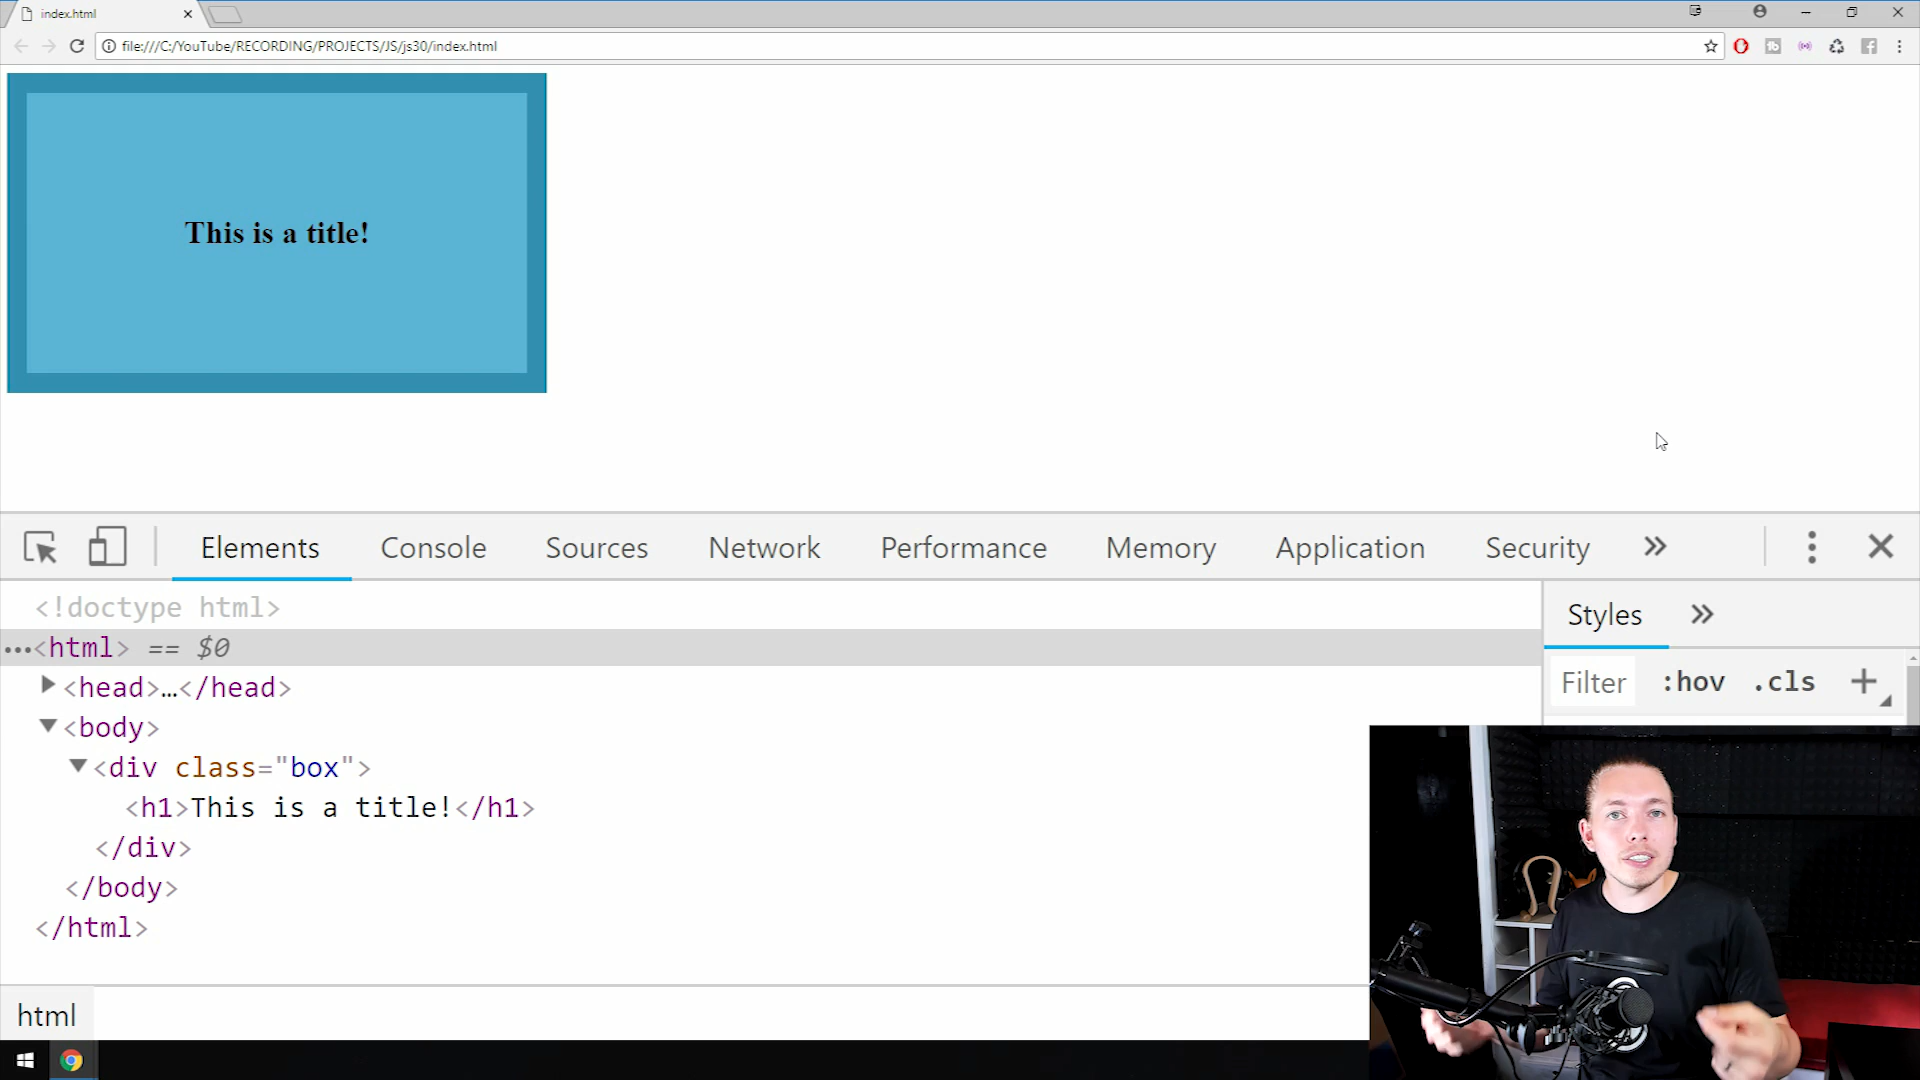 index.html
file:///C:/YouTube/RECORDING/PROJECTS/JS/js30/index.html
This is a title!
Elements Console Sources Network Performance Memory Application Security »
<!doctype html>
…<html> == $0
<head>…</head>
<body>
<div class="box">
<h1>This is a title!</h1>
</div>
</body>
</html>
Styles »
Filter :hov .cls +
html